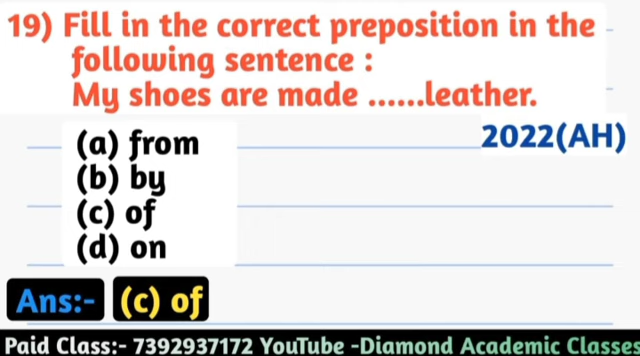 19) Fill in the correct preposition in the
following sentence :
My shoes are made ......leather.
2022(AH)
(a) from
(b) by
(c) of
(d) on
Ans:- (c) of
Paid Class:- 7392937172 YouTube -Diamond Academic Classes